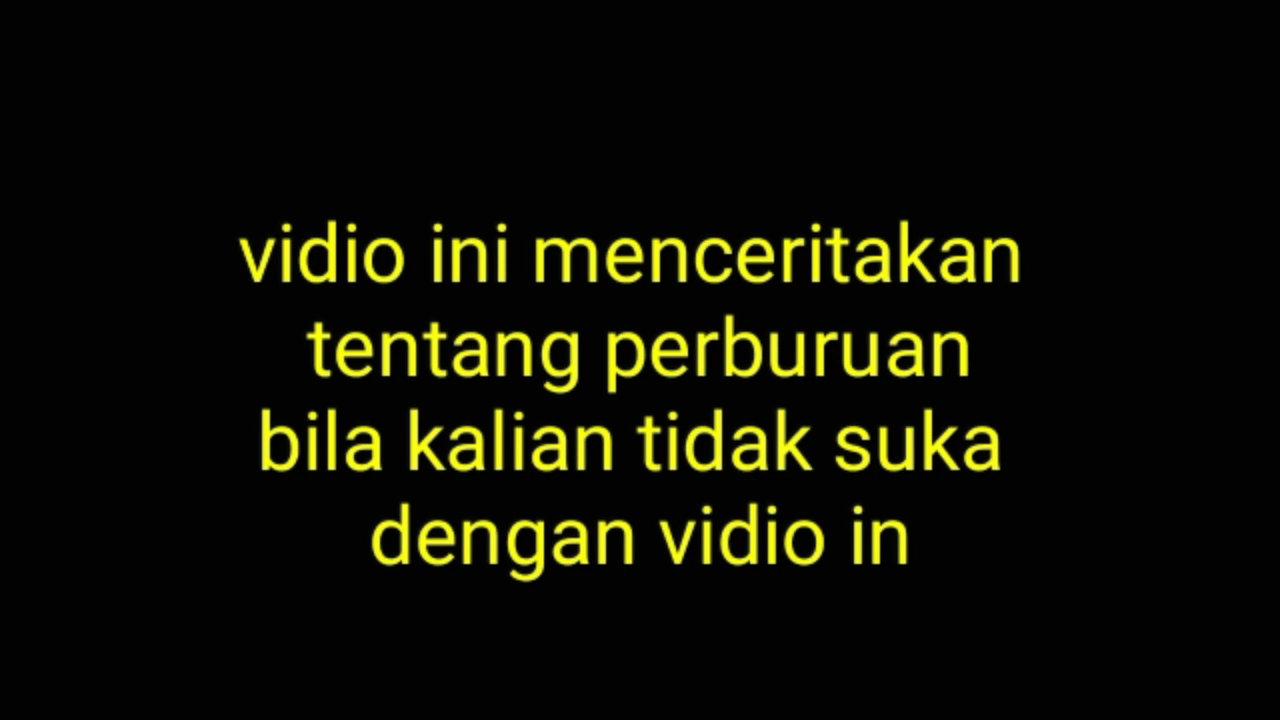 vidio ini menceritakan
tentang perburuan
bila kalian tidak suka
dengan vidio in